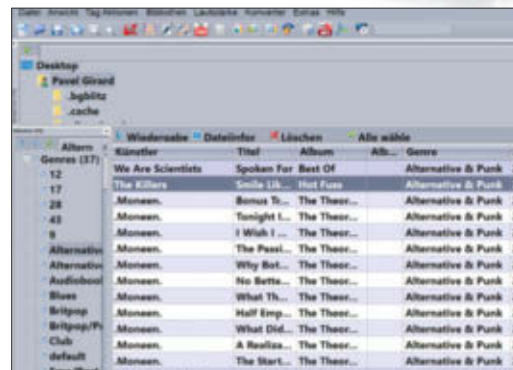 Datei Ansicht Tag Aktionen Bibliothek Lautstärke Konverter Extras Hilfe
Desktop
Pavel Girard
.bgblitz
.cache
Wiedergabe Dateiinfor Löschen Alle wähle
Altern
Genres (37)
12
17
28
43
9
Alternativ
Alternativ
Audiobool
Blues
Britpop
Britpop/P
Club
default
Künstler Titel Album Alb... Genre
We Are Scientists Spoken For Best Of Alternative & Punk
The Killers Smile Lik... Hot Fuss Alternative & Punk
.Moneen. Bonus Tr... The Theor... Alternative & Punk
.Moneen. Tonight I... The Theor... Alternative & Punk
.Moneen. I Wish I ... The Theor... Alternative & Punk
.Moneen. The Passi... The Theor... Alternative & Punk
.Moneen. Why Bot... The Theor... Alternative & Punk
.Moneen. No Bette... The Theor... Alternative & Punk
.Moneen. What Th... The Theor... Alternative & Punk
.Moneen. Half Emp... The Theor... Alternative & Punk
.Moneen. What Did... The Theor... Alternative & Punk
.Moneen. A Realiza... The Theor... Alternative & Punk
.Moneen. The Start... The Theor... Alternative & Punk